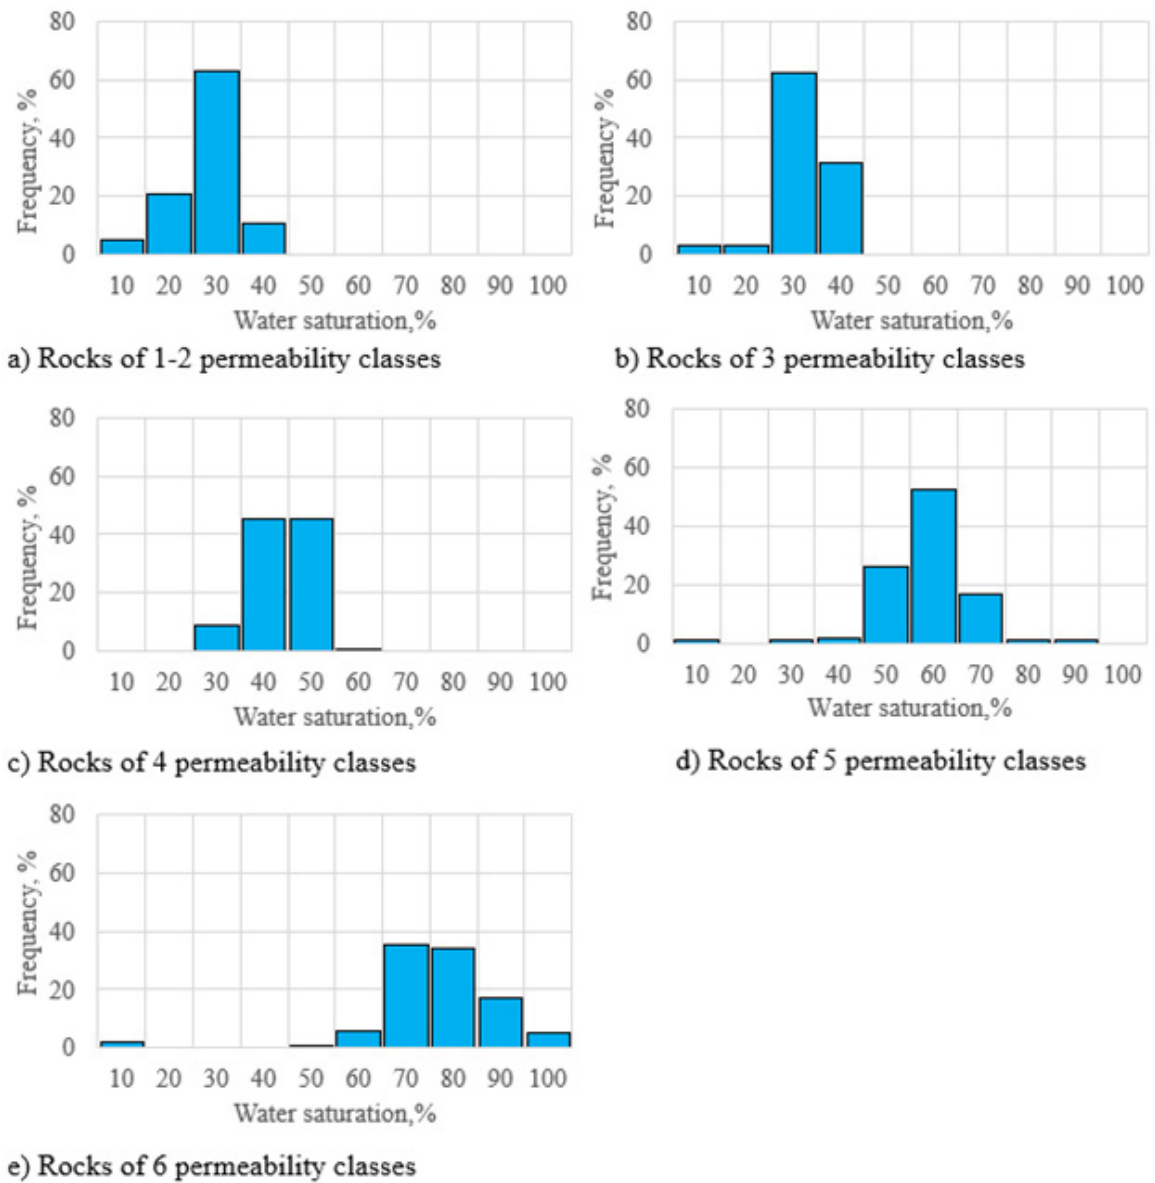 Frequency, %
80
60
40
20
0
10 20 30 40 50 60 70 80 90 100
Water saturation,%
a) Rocks of 1-2 permeability classes
Frequency %
80
60
40
20
0
10 20 30 40 50 60 70 80 90 100
Water saturation,%
b) Rocks of 3 permeability classes
Frequency, %
80
60
40
20
0
10 20 30 40 50 60 70 80 90 100
Water saturation,%
c) Rocks of 4 permeability classes
Frequency, %
80
60
40
20
0
10 20 30 40 50 60 70 80 90 100
Water saturation,%
d) Rocks of 5 permeability classes
Frequency, %
80
60
40
20
0
10 20 30 40 50 60 70 80 90 100
Water saturation,%
e) Rocks of 6 permeability classes